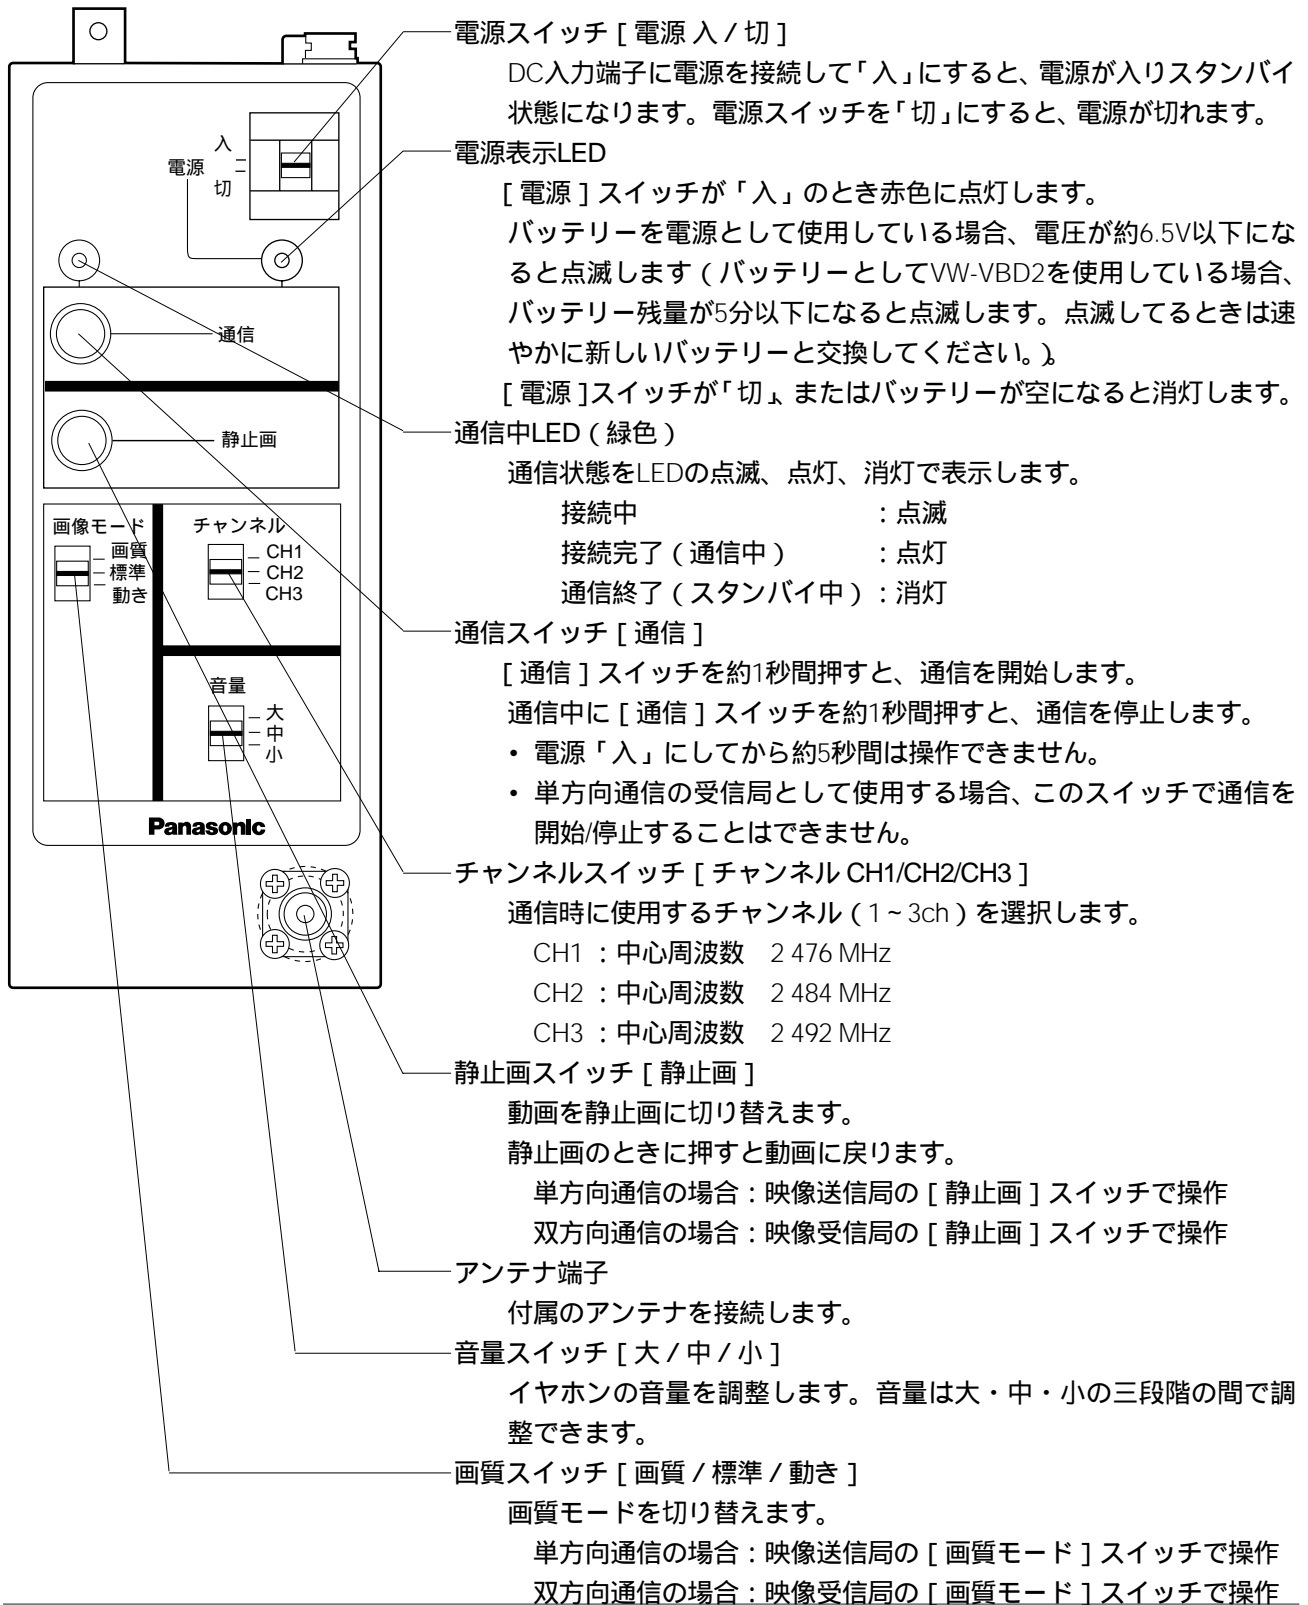 電源スイッチ [ 電源 入 / 切 ]
DC入力端子に電源を接続して「入」にすると、電源が入りスタンバイ
状態になります。電源スイッチを「切」にすると、電源が切れます。
電源表示LED
[ 電源 ] スイッチが「入」のとき赤色に点灯します。
バッテリーを電源として使用している場合、電圧が約6.5V以下にな
ると点滅します ( バッテリーとしてVW-VBD2を使用している場合、
バッテリー残量が5分以下になると点滅します。点滅してるときは速
やかに新しいバッテリーと交換してください。)。
[ 電源 ]スイッチが「切」、またはバッテリーが空になると消灯します。
通信中LED ( 緑色 )
通信状態をLEDの点滅、点灯、消灯で表示します。
接続中 : 点滅
接続完了 ( 通信中 ) : 点灯
通信終了 ( スタンバイ中 ) : 消灯
通信スイッチ [ 通信 ]
[ 通信 ] スイッチを約1秒間押すと、通信を開始します。
通信中に [ 通信 ] スイッチを約1秒間押すと、通信を停止します。
・ 電源「入」にしてから約5秒間は操作できません。
・ 単方向通信の受信局として使用する場合、このスイッチで通信を
開始/停止することはできません。
チャンネルスイッチ [ チャンネル CH1/CH2/CH3 ]
通信時に使用するチャンネル ( 1 ~ 3ch ) を選択します。
CH1 : 中心周波数 2 476 MHz
CH2 : 中心周波数 2 484 MHz
CH3 : 中心周波数 2 492 MHz
静止画スイッチ [ 静止画 ]
動画を静止画に切り替えます。
静止画のときに押すと動画に戻ります。
単方向通信の場合 : 映像送信局の [ 静止画 ] スイッチで操作
双方向通信の場合 : 映像受信局の [ 静止画 ] スイッチで操作
アンテナ端子
付属のアンテナを接続します。
音量スイッチ [ 大 / 中 / 小 ]
イヤホンの音量を調整します。音量は大・中・小の三段階の間で調
整できます。
画質スイッチ [ 画質 / 標準 / 動き ]
画質モードを切り替えます。
単方向通信の場合 : 映像送信局の [ 画質モード ] スイッチで操作
双方向通信の場合 : 映像受信局の [ 画質モード ] スイッチで操作
入
電源
切
通信
静止画
画像モード
画質
標準
動き
チャンネル
CH1
CH2
CH3
音量
大
中
小
Panasonic